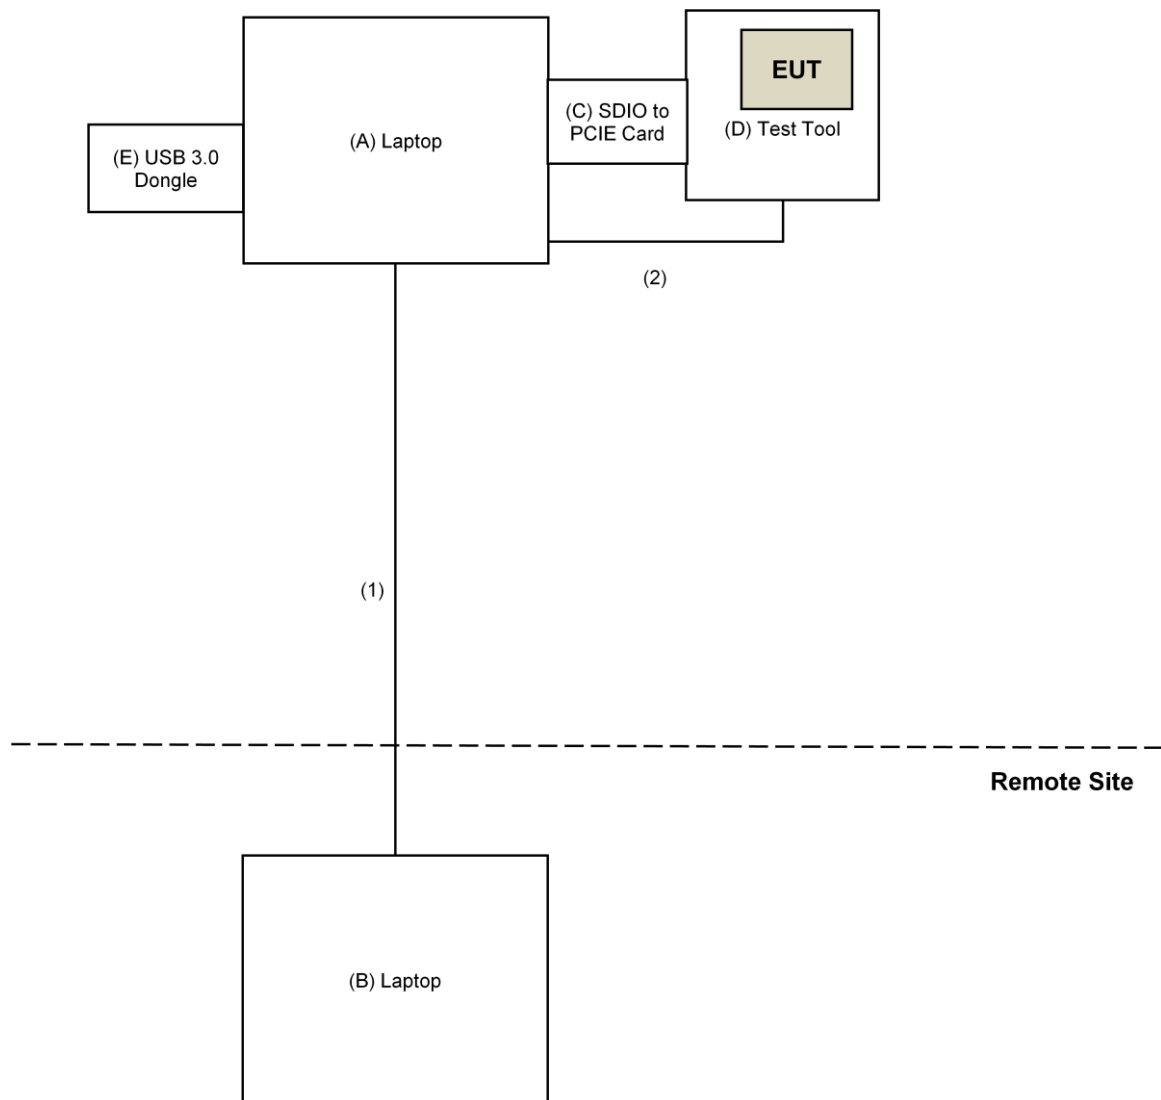 EUT
(C) SDIO to
PCIE Card
(D) Test Tool
(A) Laptop
(E) USB 3.0
Dongle
(2)
(1)
Remote Site
(B) Laptop